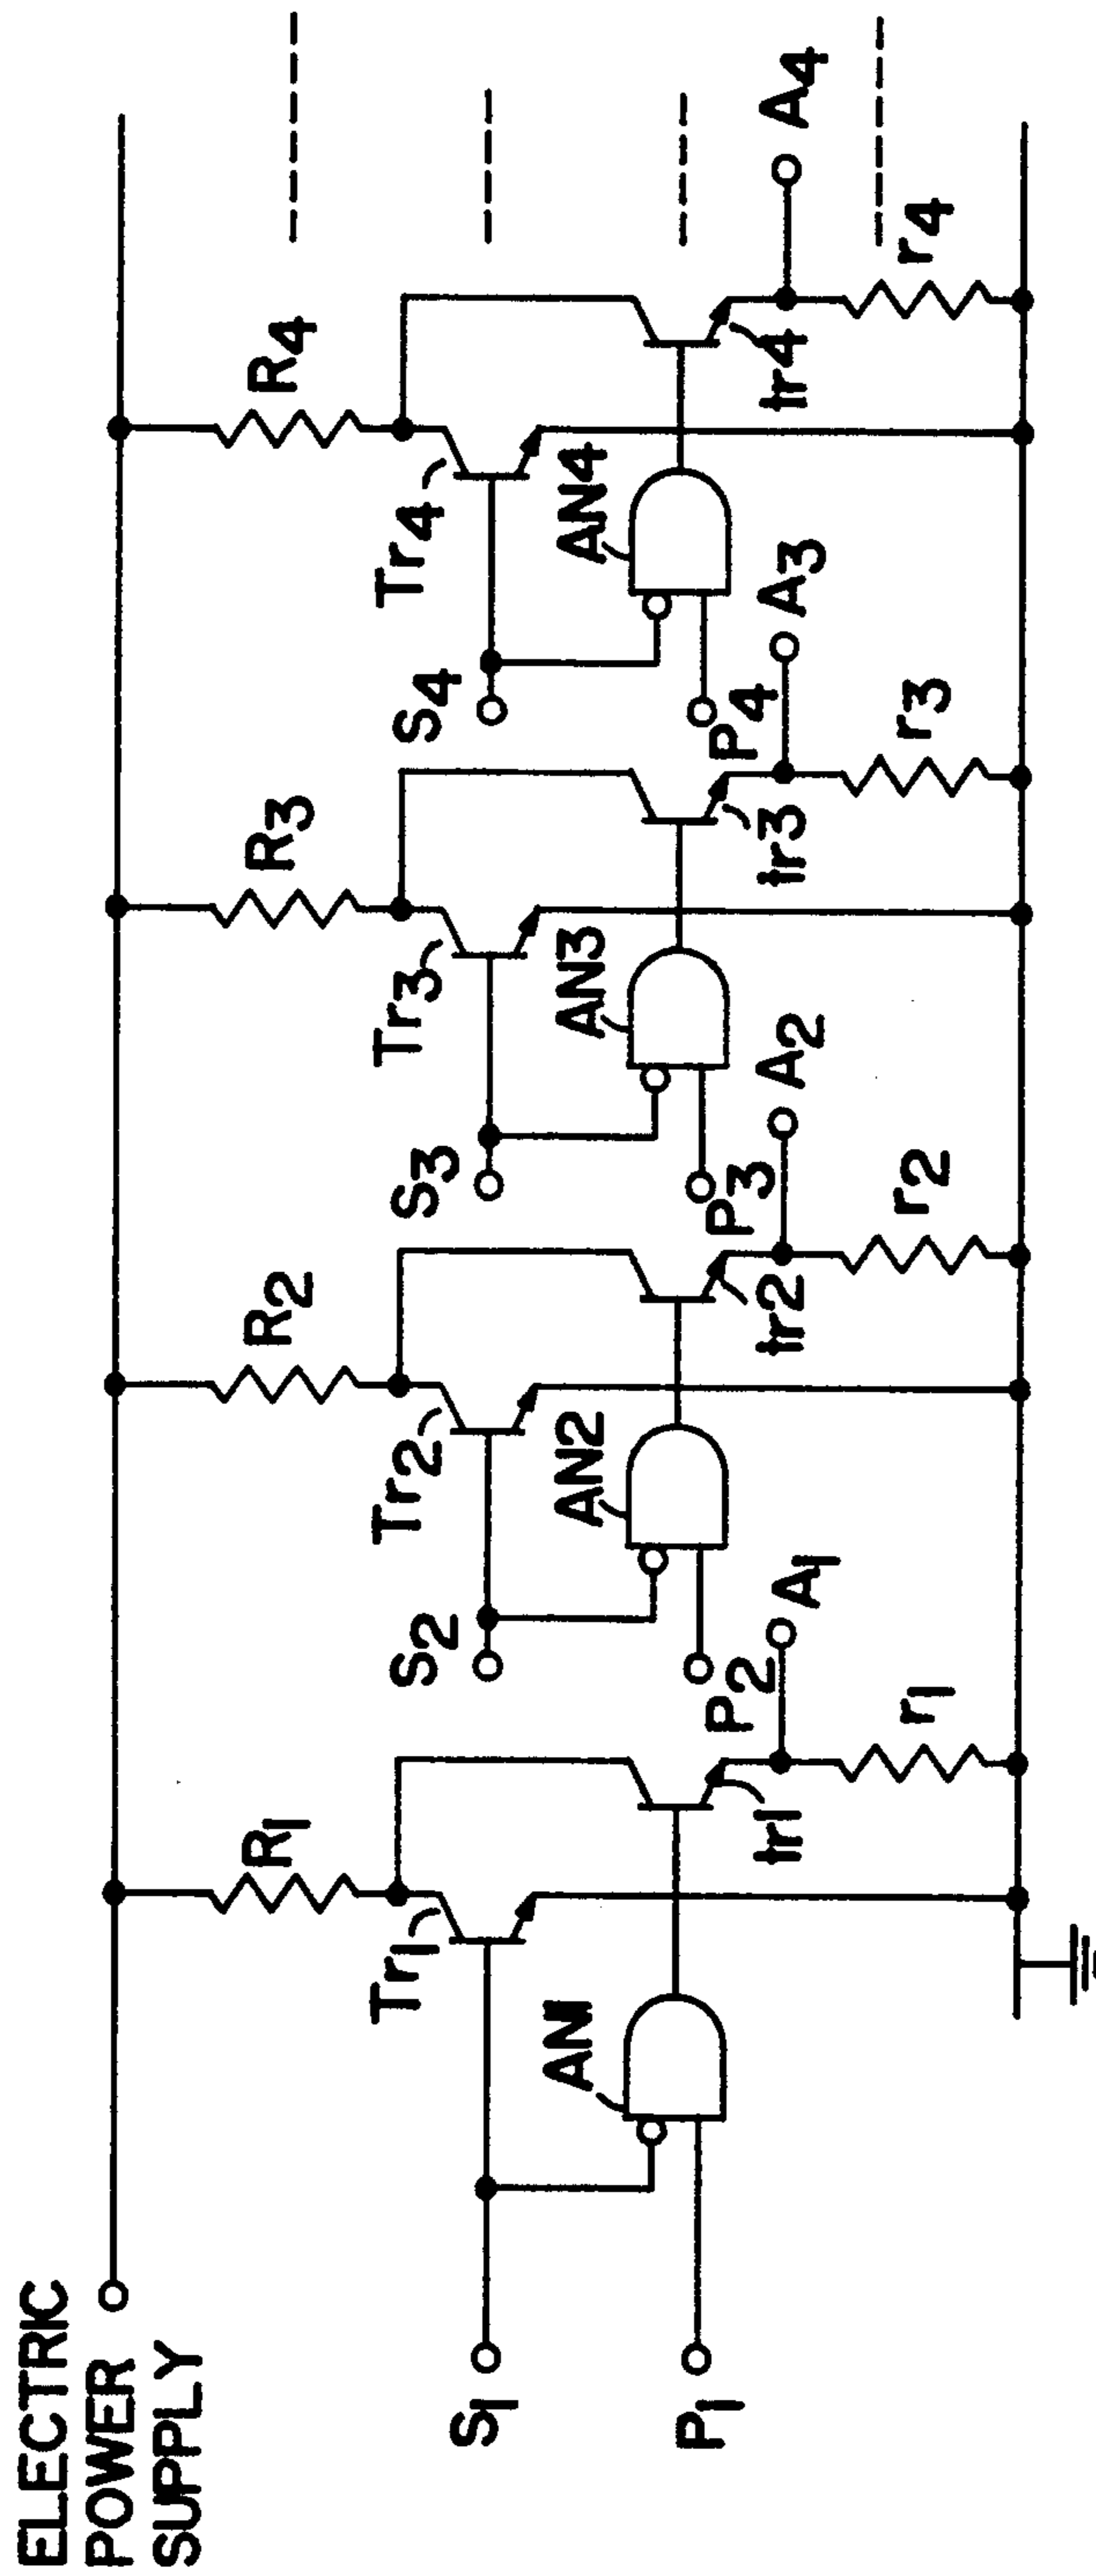 ELECTRIC
POWER
SUPPLY
R1
R2
R3
R4
Tr1
Tr2
Tr3
Tr4
S1
S2
S3
S4
AN1
AN2
AN3
AN4
P1
P2
P3
P4
tr1
tr2
tr3
tr4
A1
A2
A3
A4
r1
r2
r3
r4